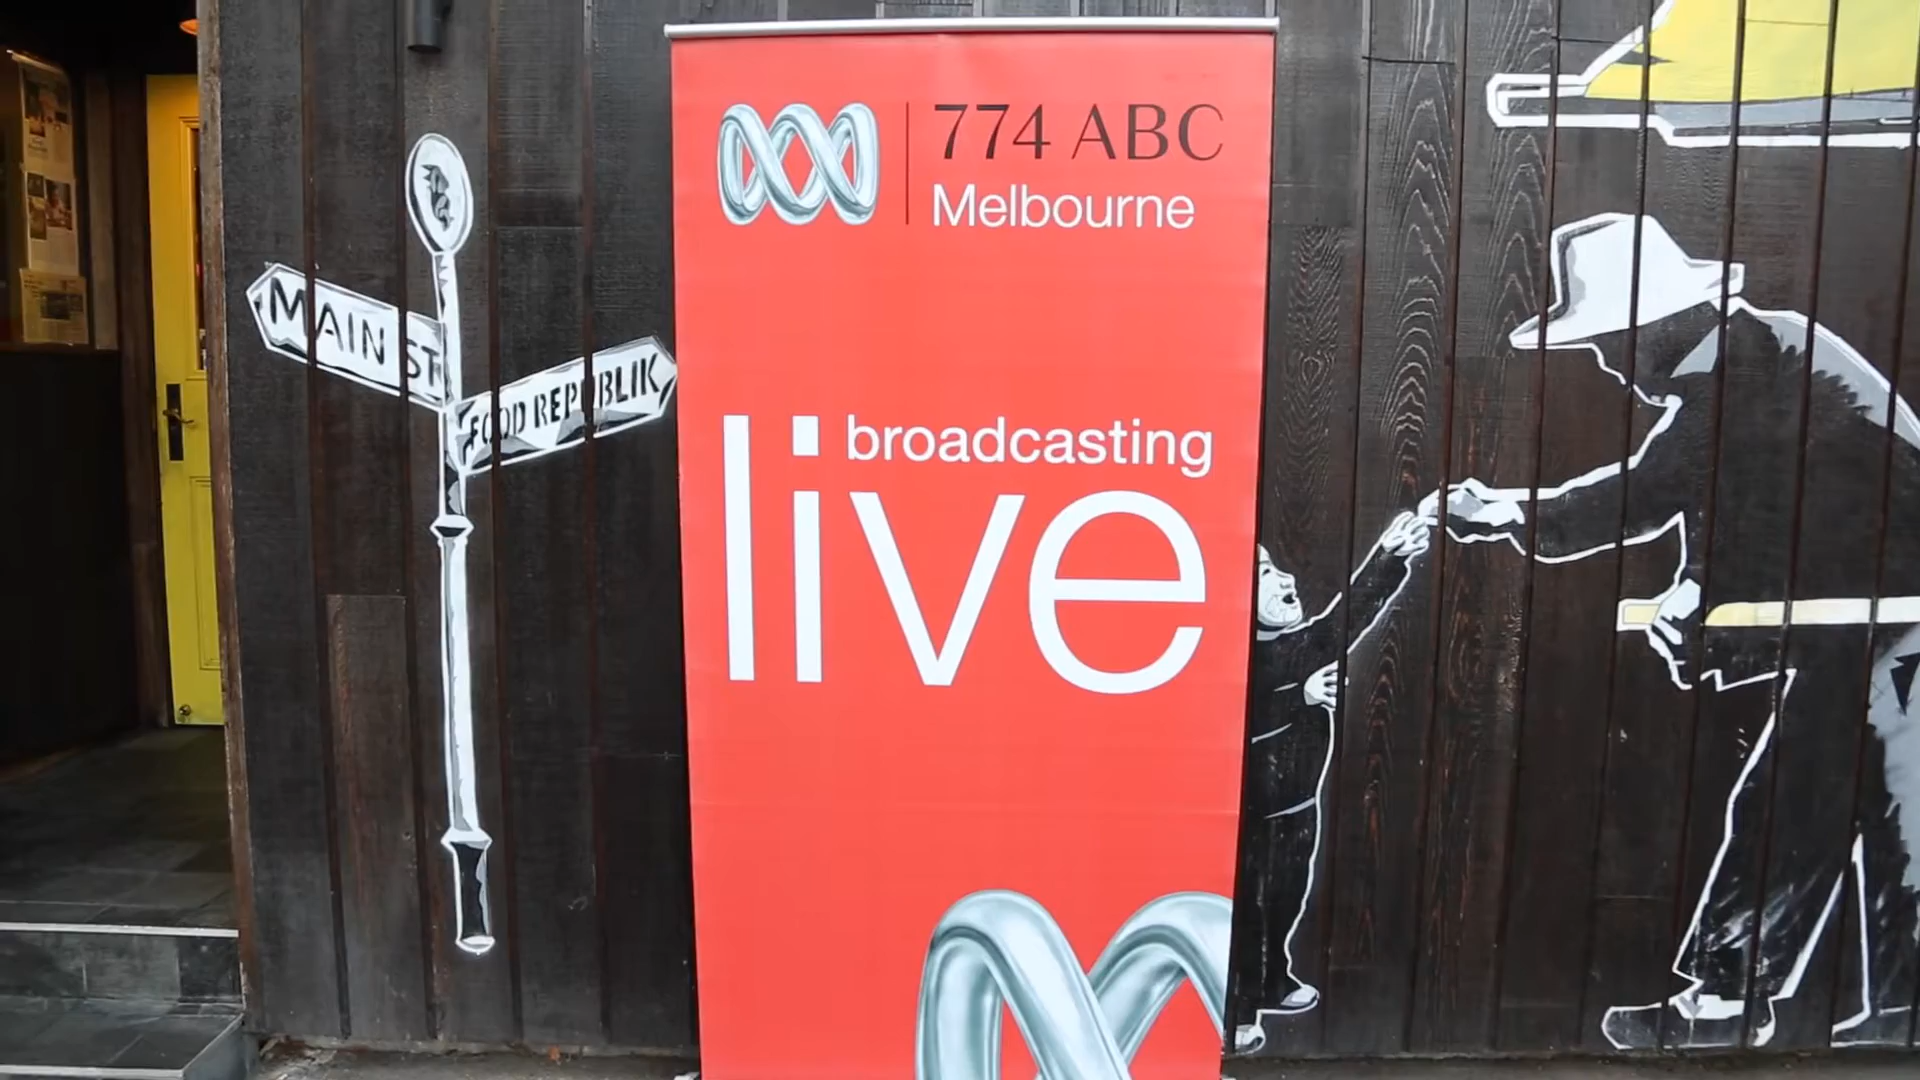 774 ABC
Melbourne
broadcasting
live
MAIN ST
FOOD REPUBLIK